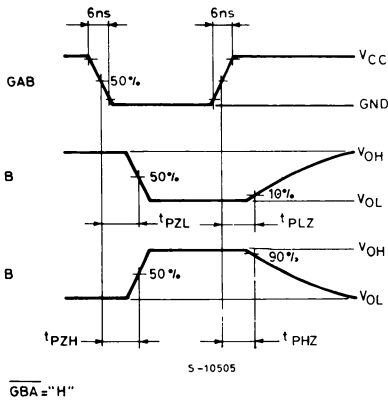 6ns 6ns
VCC
50%
GAB
GND
VOH
B 50%
10%
VOL
tPZL tPLZ
VOH
90%
B 50%
VOL
tPZH tPHZ
S-10505
GBA="H"